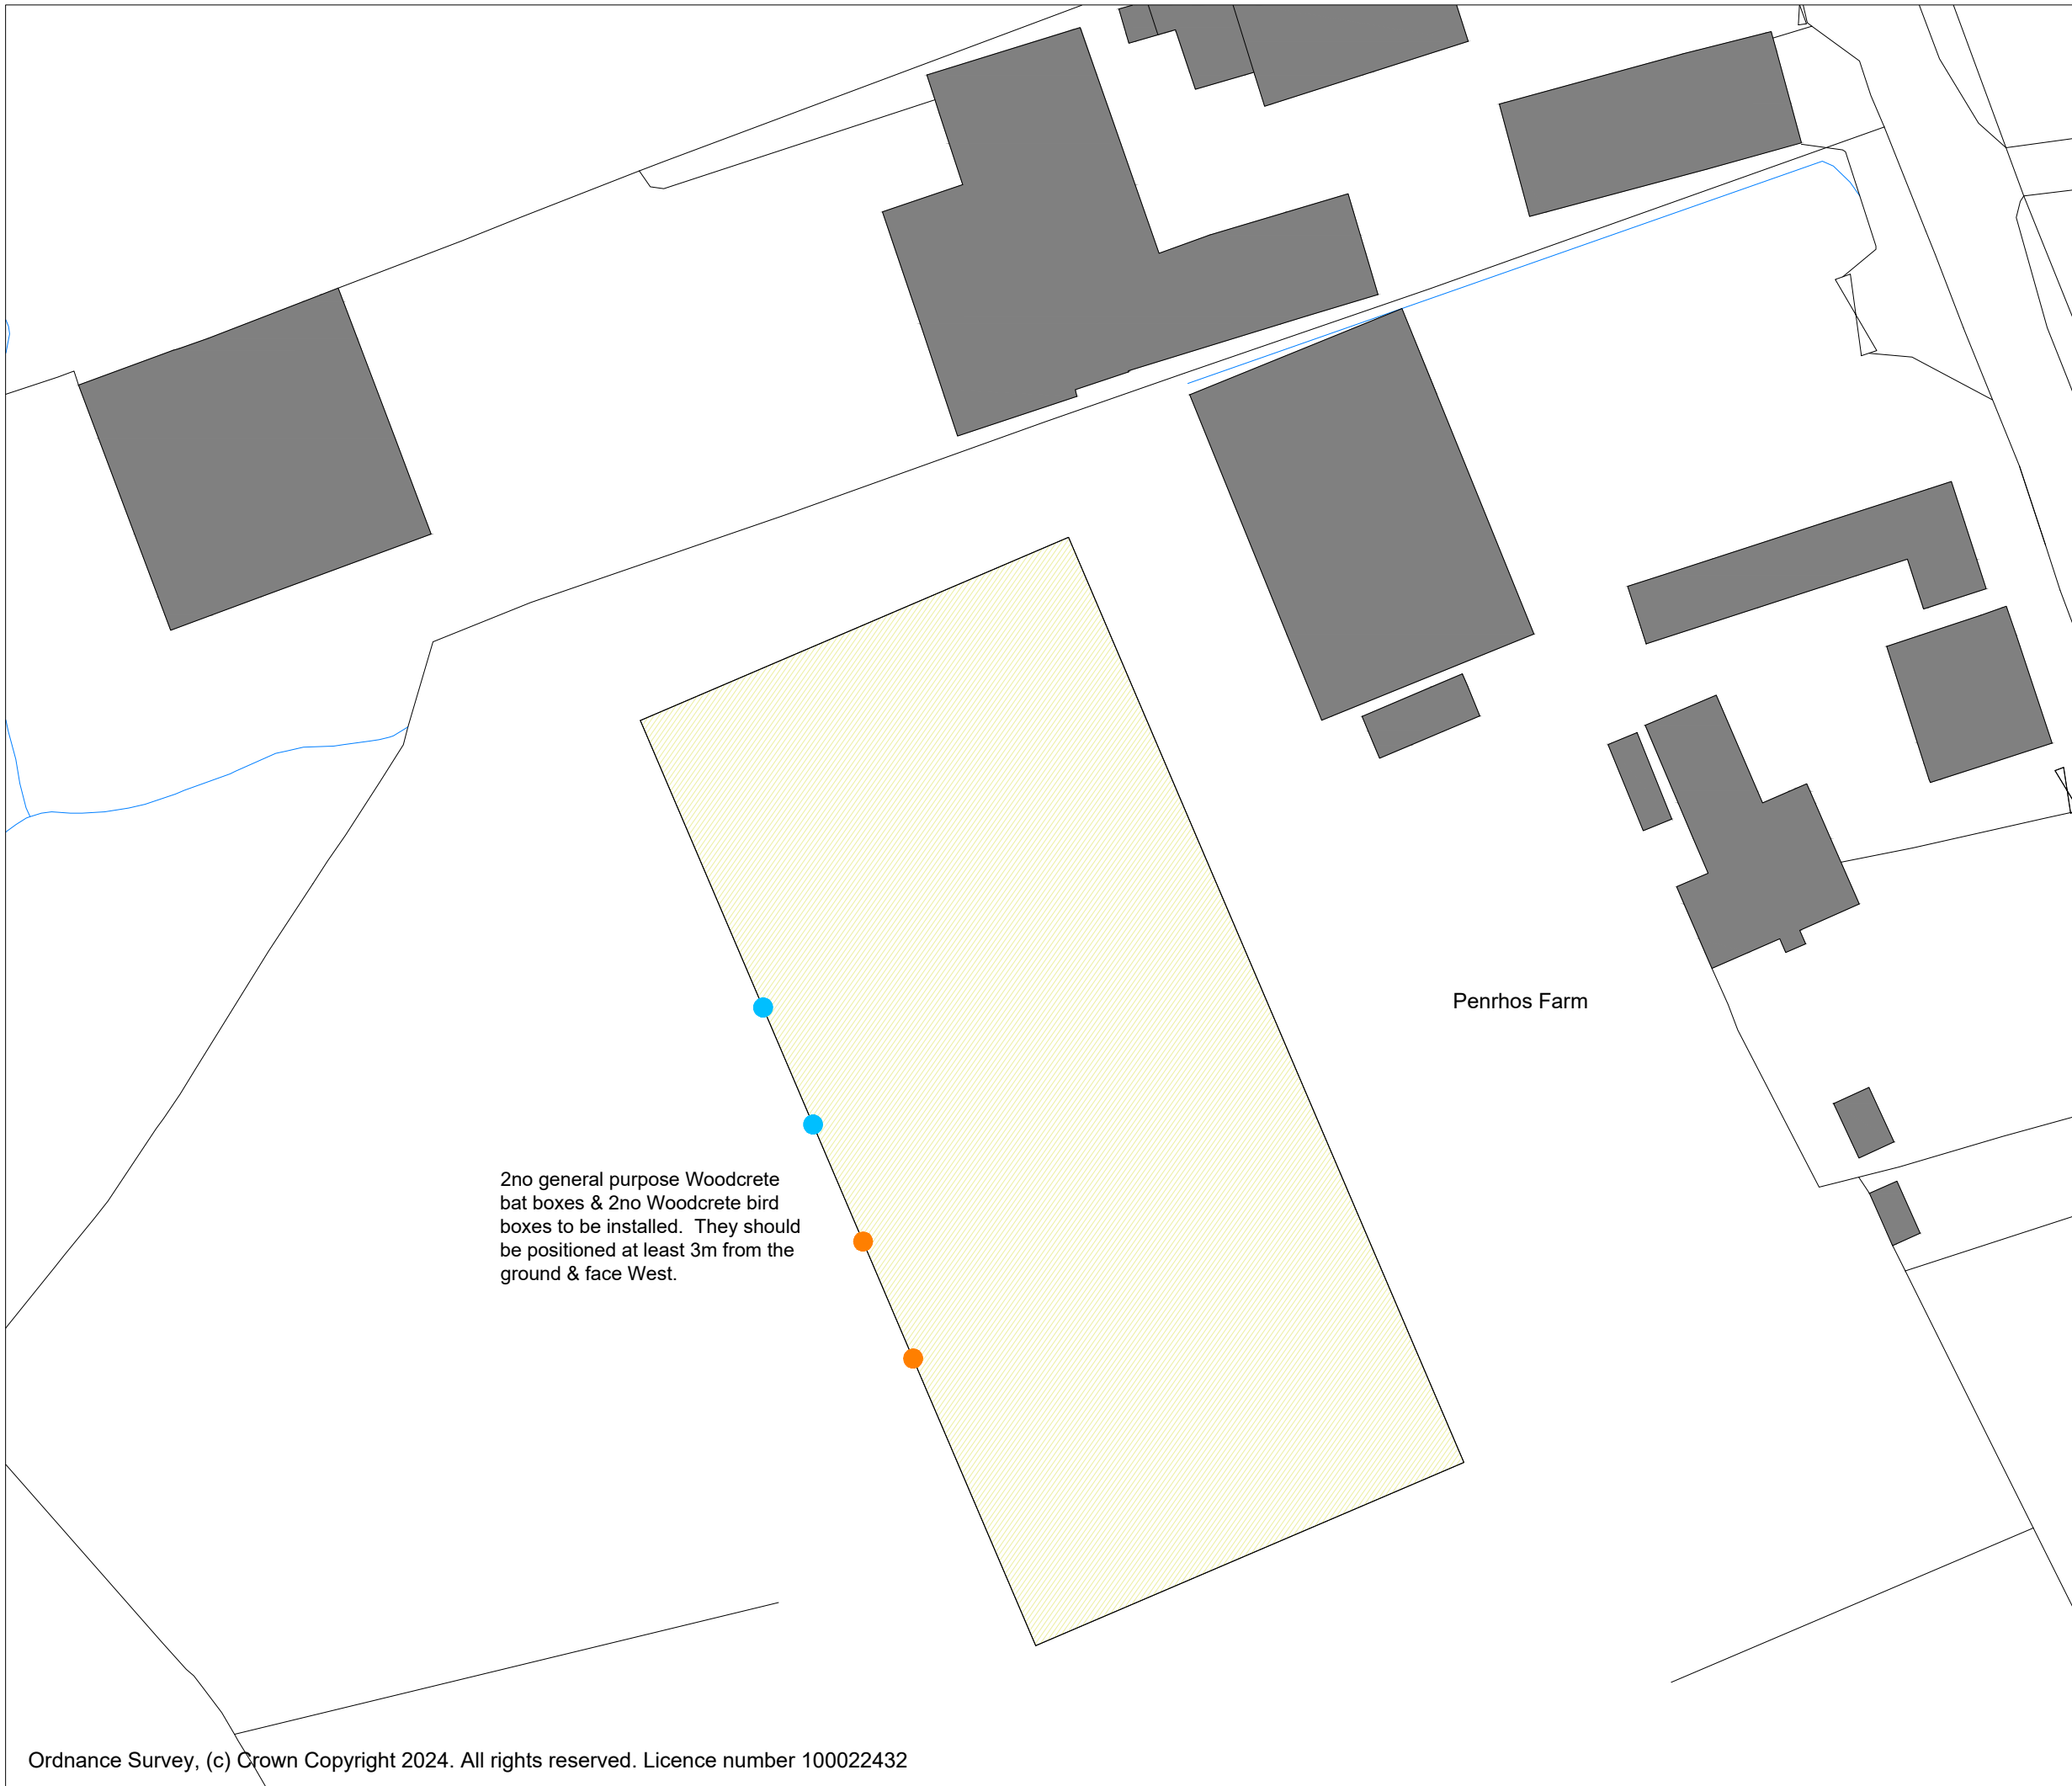 Penrhos Farm
2no general purpose Woodcrete
bat boxes & 2no Woodcrete bird
boxes to be installed.  They should
be positioned at least 3m from the
ground & face West.
Ordnance Survey, (c) Crown Copyright 2024. All rights reserved. Licence number 100022432